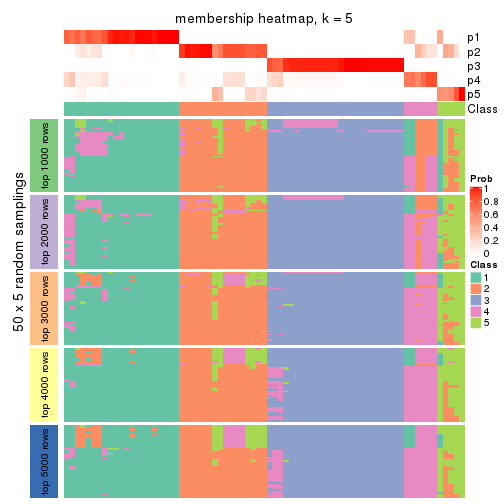 membership heatmap, k = 5
p1
p2
p3
p4
p5
Class
50 x 5 random samplings
top 1000 rows
top 2000 rows
top 3000 rows
top 4000 rows
top 5000 rows
Prob
1
0.8
0.6
0.4
0.2
0
Class
1
2
3
4
5